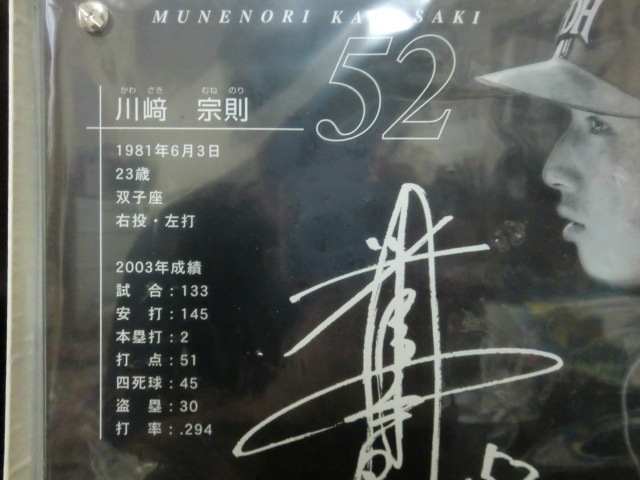 MUNENORI KAWASAKI
52
かわ さき むね のり
川﨑 宗則
1981年6月3日
23歳
双子座
右投・左打
2003年成績
試 合：133
安 打：145
本塁打：2
打 点：51
四死球：45
盗 塁：30
打 率：.294